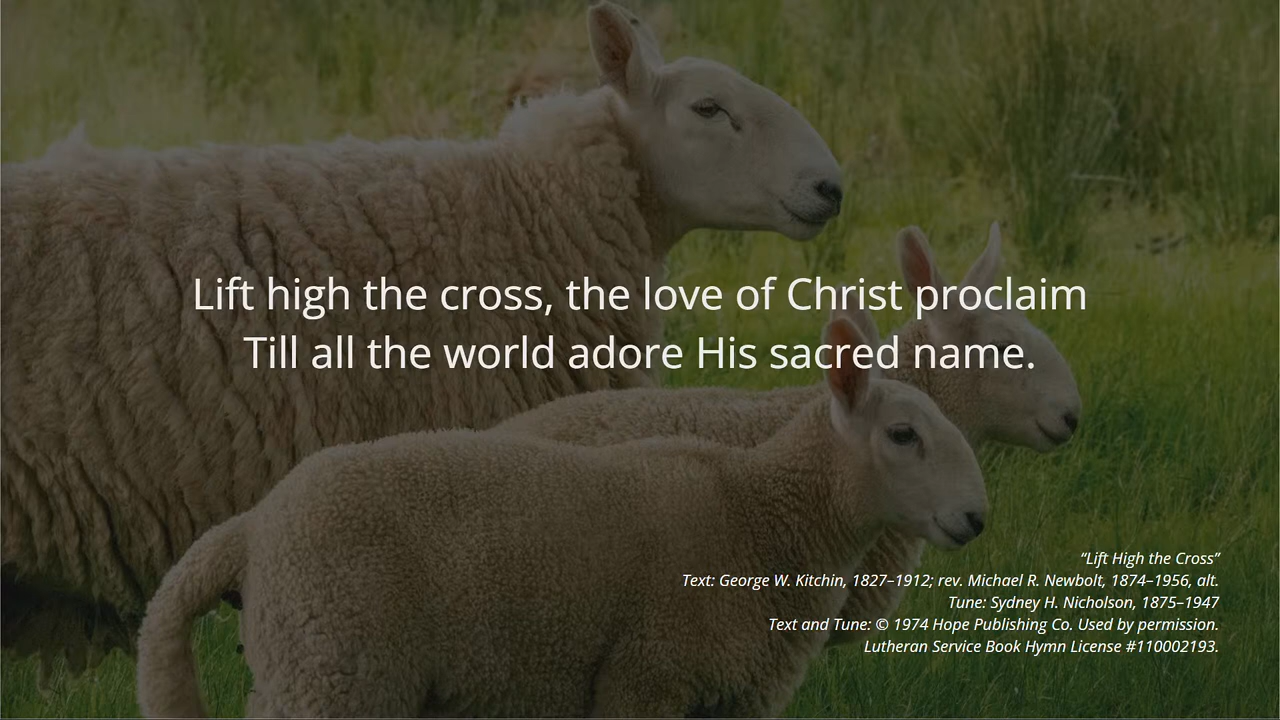 Lift high the cross, the love of Christ proclaim
Till all the world adore His sacred name.
“Lift High the Cross”
Text: George W. Kitchin, 1827–1912; rev. Michael R. Newbolt, 1874–1956, alt.
Tune: Sydney H. Nicholson, 1875–1947
Text and Tune: © 1974 Hope Publishing Co. Used by permission.
Lutheran Service Book Hymn License #110002193.